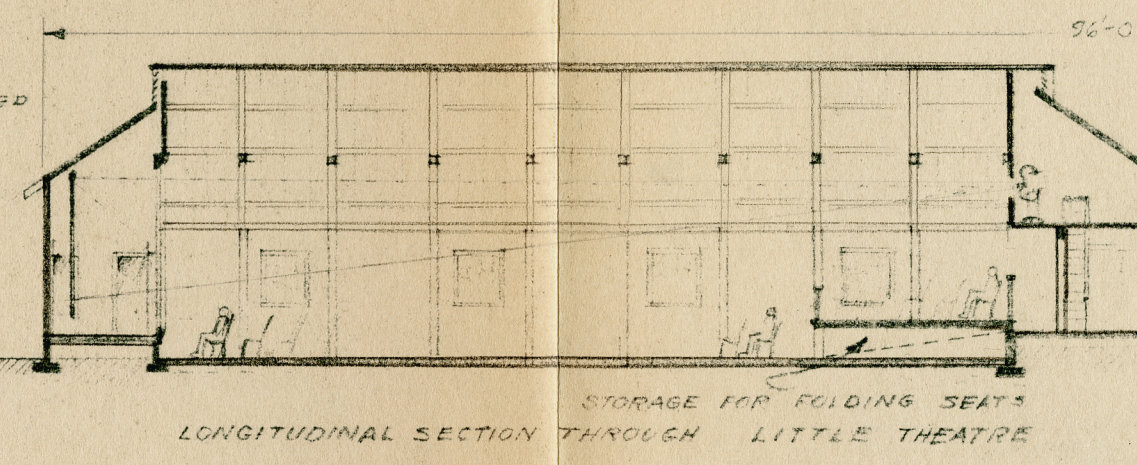 96'-0
STORAGE FOR FOLDING SEATS
LONGITUDINAL SECTION THROUGH LITTLE THEATRE